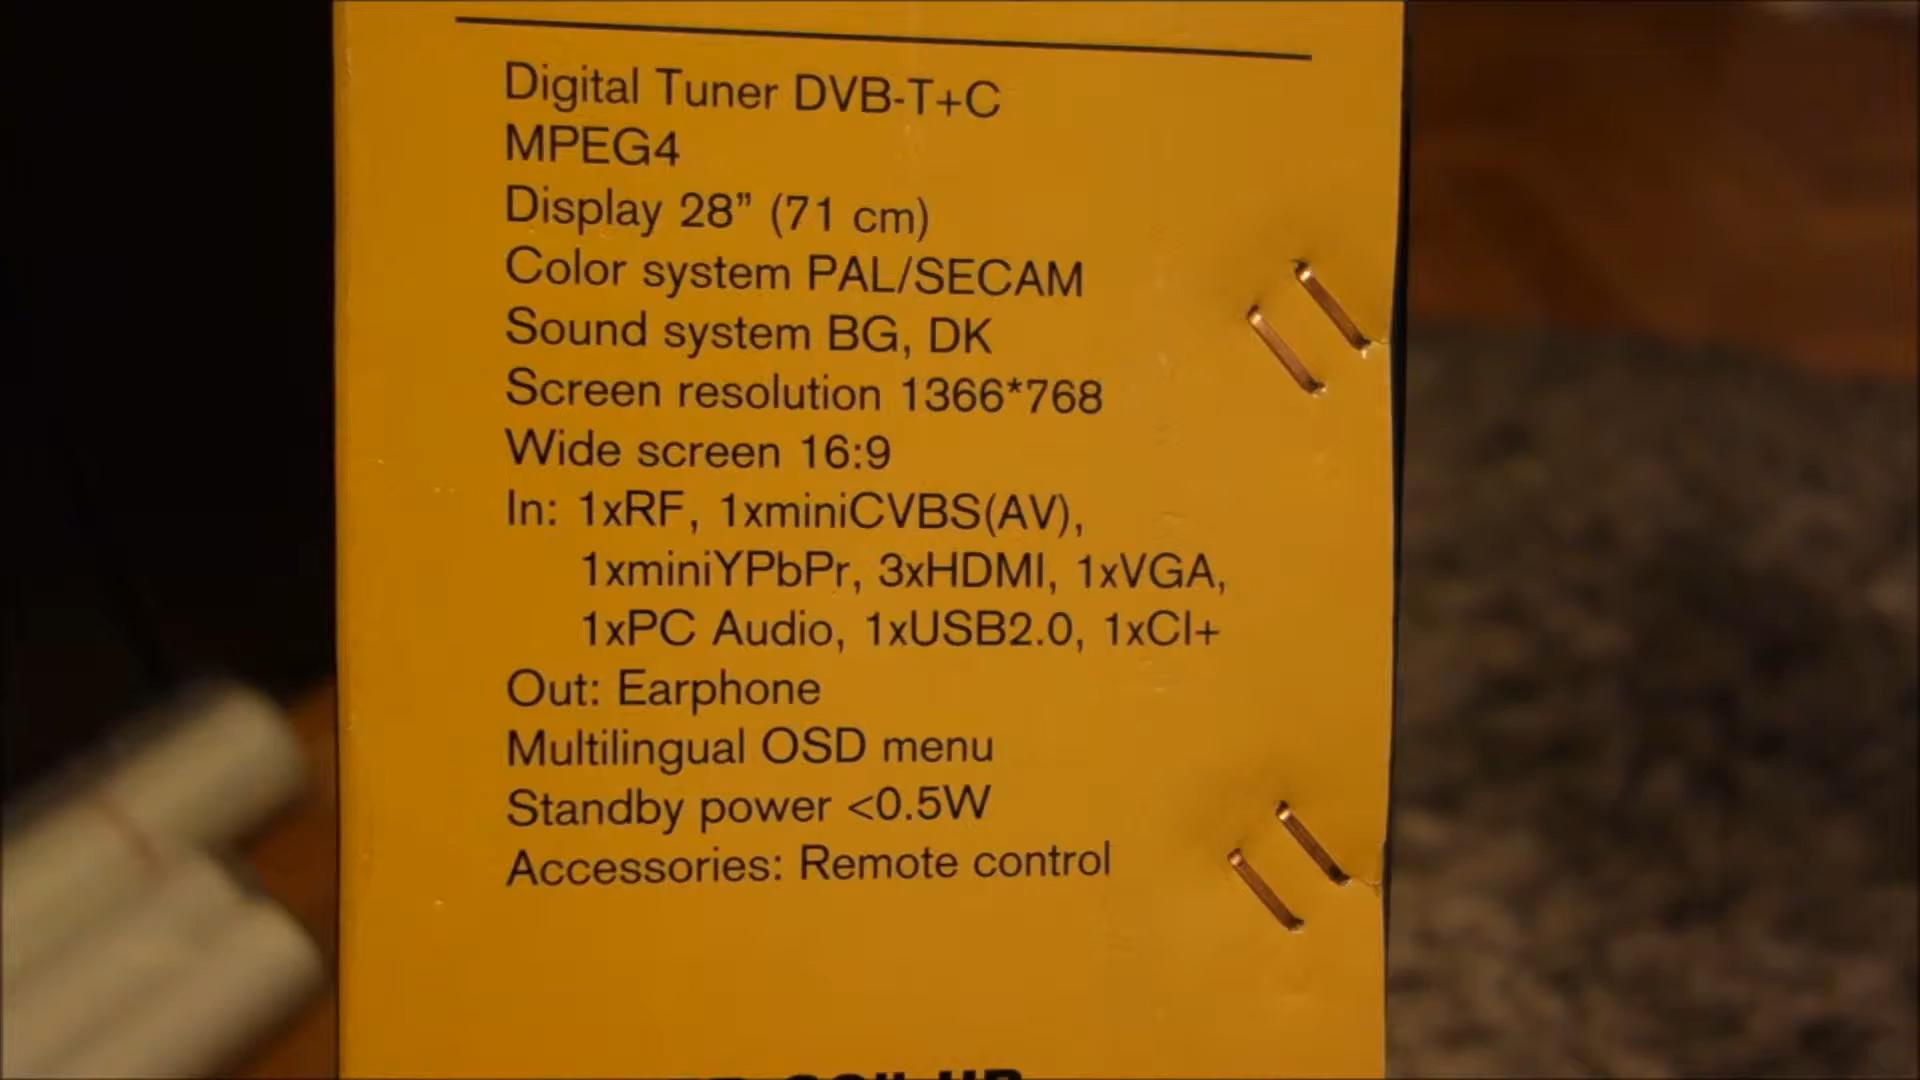 Digital Tuner DVB-T+C
MPEG4
Display 28” (71 cm)
Color system PAL/SECAM
Sound system BG, DK
Screen resolution 1366*768
Wide screen 16:9
In: 1xRF, 1xminiCVBS(AV),
1xminiYPbPr, 3xHDMI, 1xVGA,
1xPC Audio, 1xUSB2.0, 1xCI+
Out: Earphone
Multilingual OSD menu
Standby power <0.5W
Accessories: Remote control